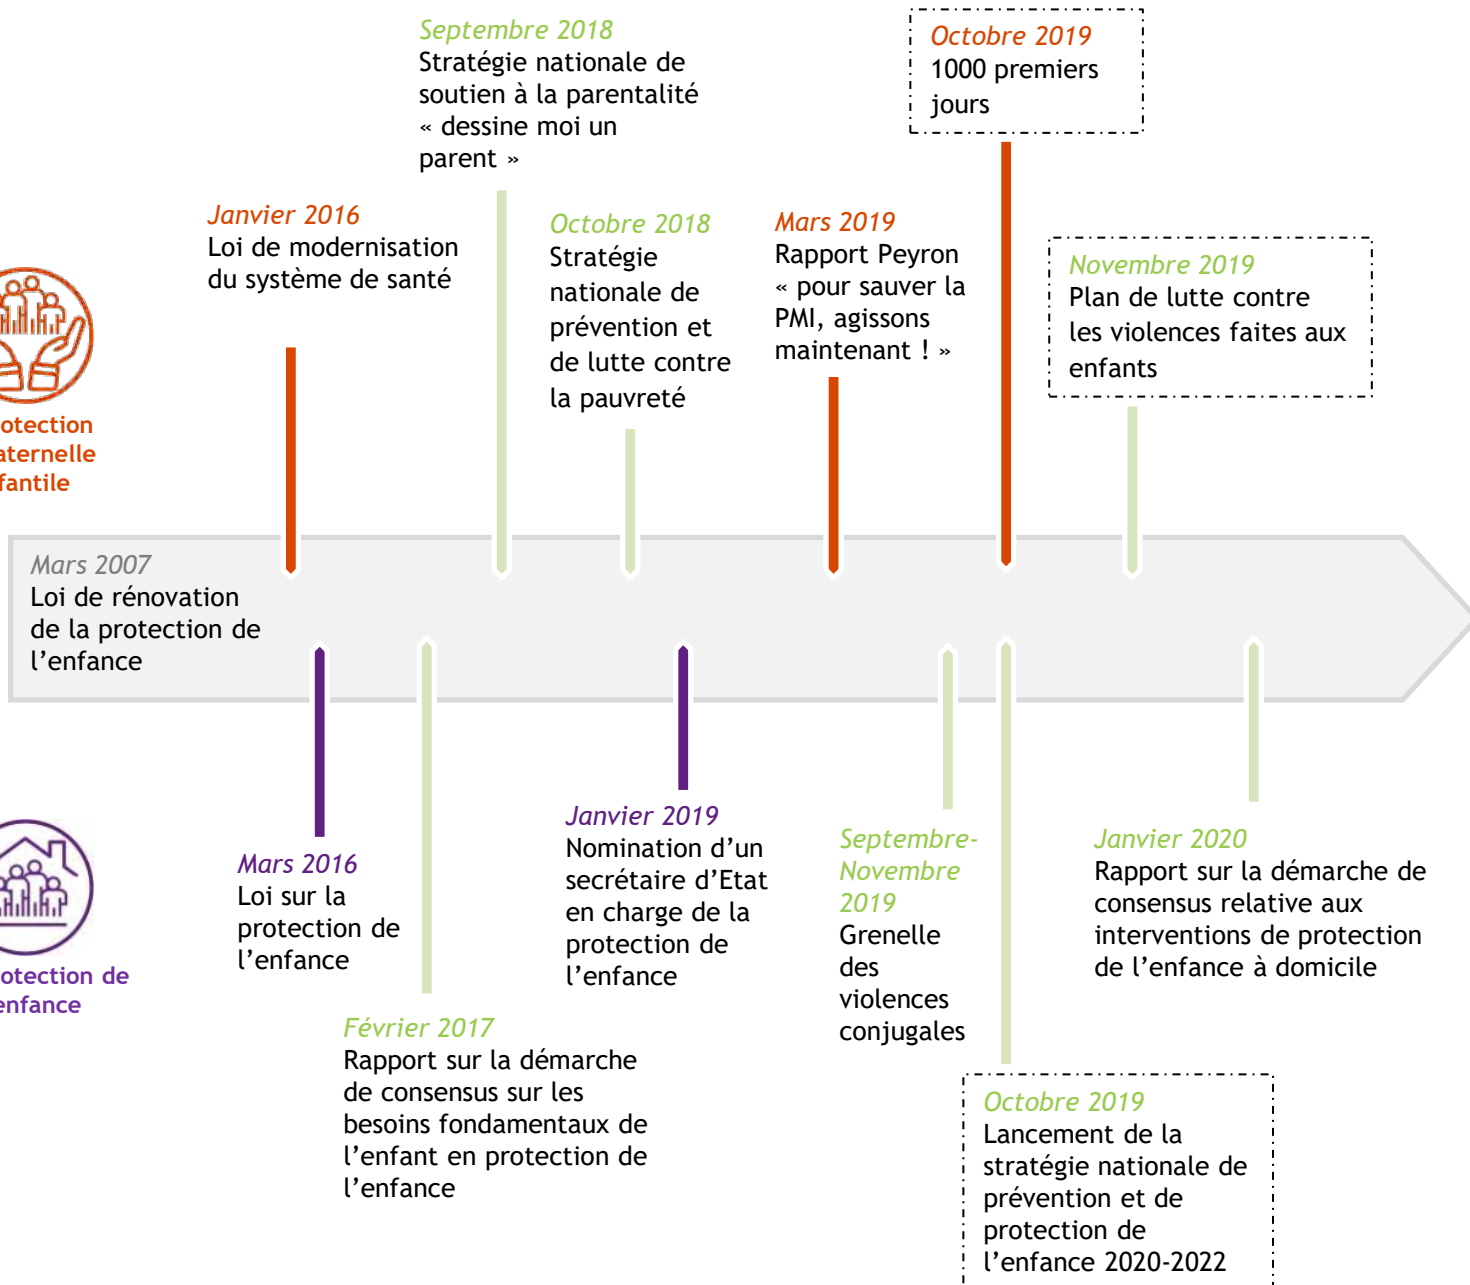 Septembre 2018
Stratégie nationale de
soutien à la parentalité
« dessine moi un
parent »
Octobre 2019
1000 premiers
jours
Janvier 2016
Loi de modernisation
du système de santé
Octobre 2018
Stratégie
nationale de
prévention et
de lutte contre
la pauvreté
Mars 2019
Rapport Peyron
« pour sauver la
PMI, agissons
maintenant ! »
Novembre 2019
Plan de lutte contre
les violences faites aux
enfants
otection
aternelle
fantile
Mars 2007
Loi de rénovation
de la protection de
l’enfance
Mars 2016
Loi sur la
protection de
l’enfance
Janvier 2019
Nomination d’un
secrétaire d’Etat
en charge de la
protection de
l’enfance
Septembre-
Novembre
2019
Grenelle
des
violences
conjugales
Janvier 2020
Rapport sur la démarche de
consensus relative aux
interventions de protection
de l’enfance à domicile
otection de
enfance
Février 2017
Rapport sur la démarche
de consensus sur les
besoins fondamentaux de
l’enfant en protection de
l’enfance
Octobre 2019
Lancement de la
stratégie nationale de
prévention et de
protection de
l’enfance 2020-2022